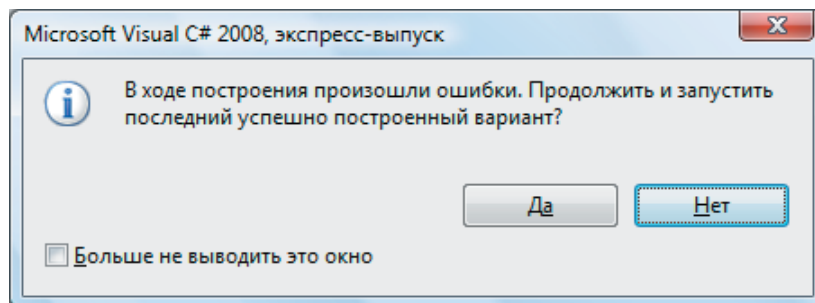 Microsoft Visual C# 2008, экспресс-выпуск
В ходе построения произошли ошибки. Продолжить и запустить
последний успешно построенный вариант?
Да
Нет
Больше не выводить это окно